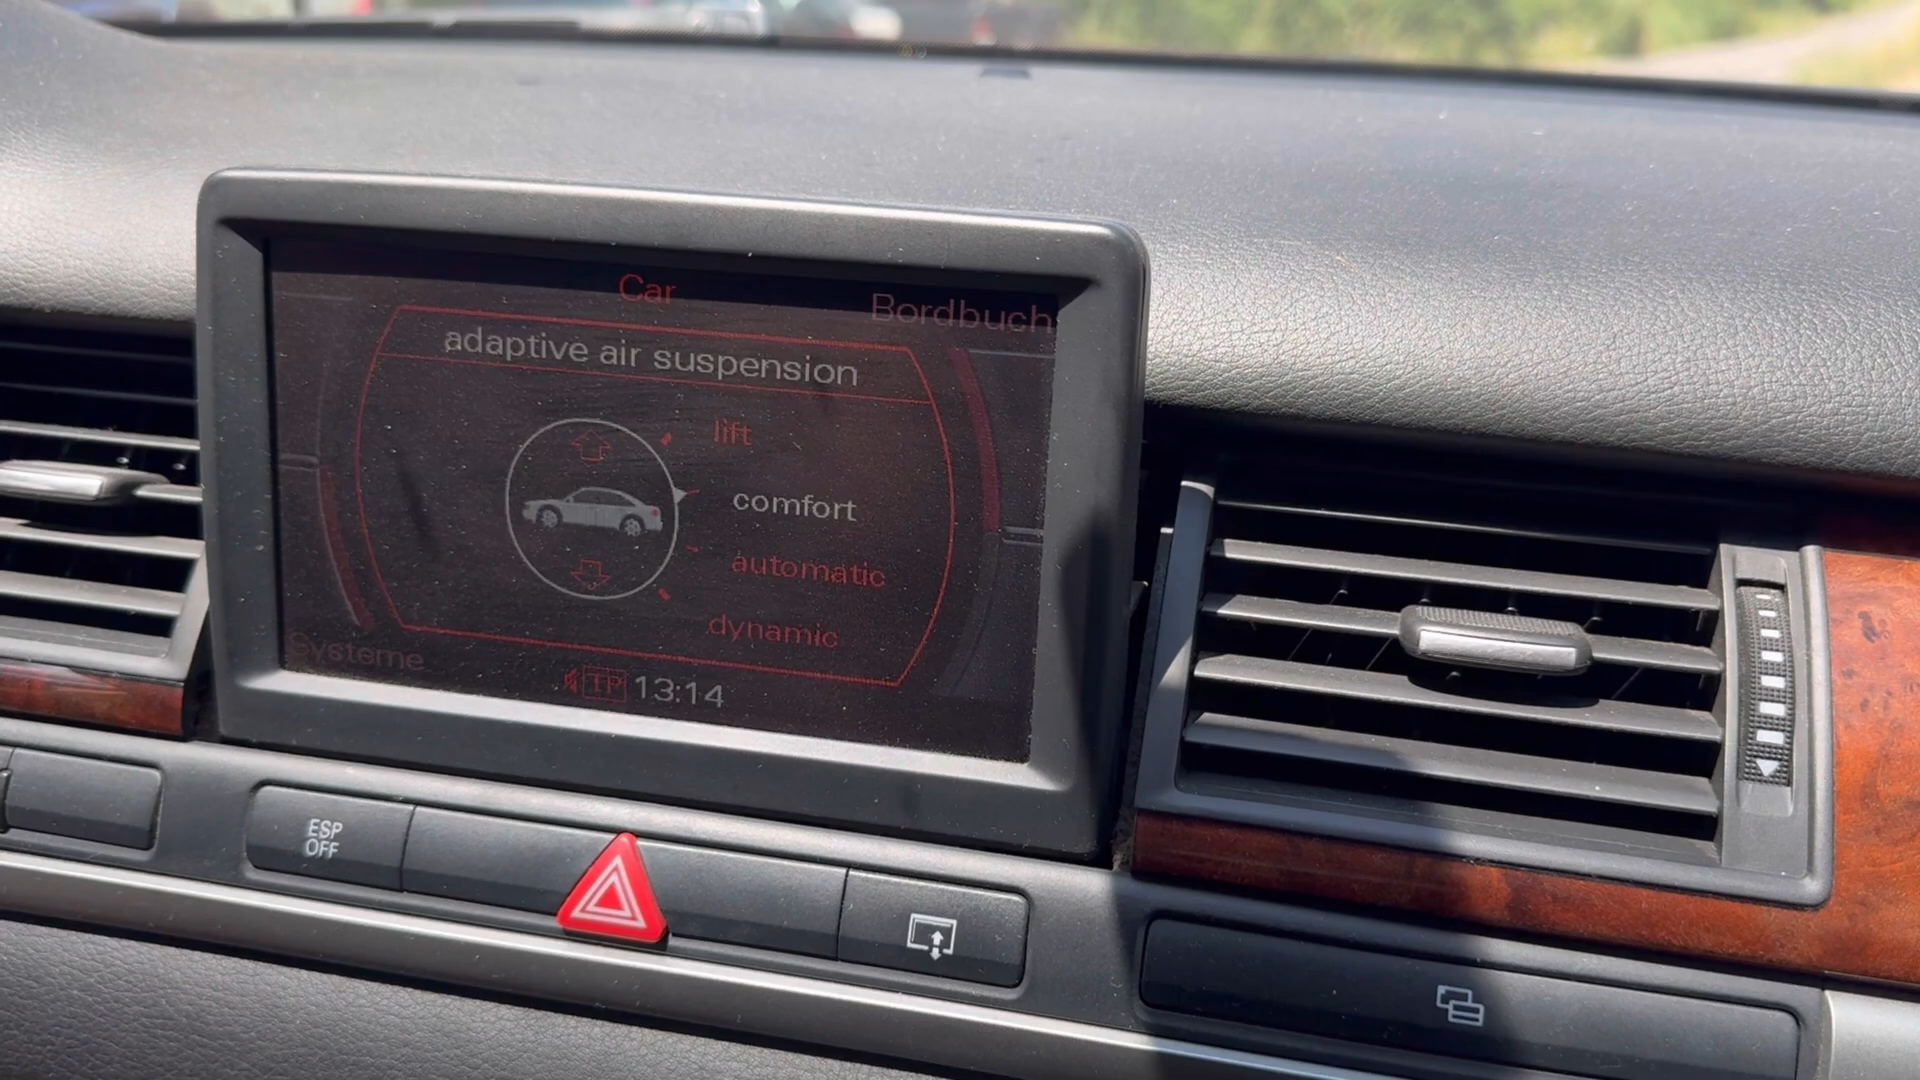 Car
Bordbuch
adaptive air suspension
lift
comfort
automatic
dynamic
Systeme
TP 13:14
ESP
OFF